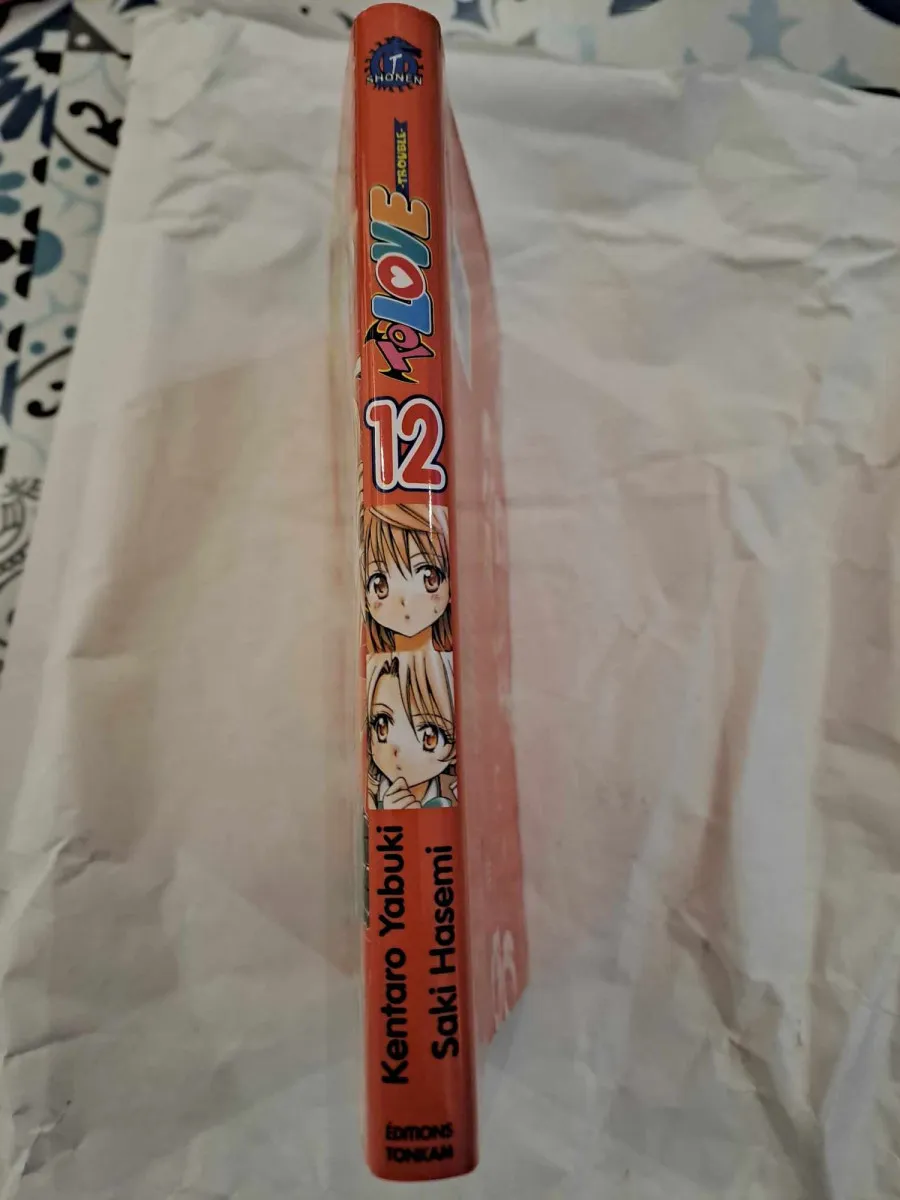 T
SHONEN
To LOVE
-TROUBLE-
12
Kentaro Yabuki
Saki Hasemi
ÉDITIONS
TONKAM